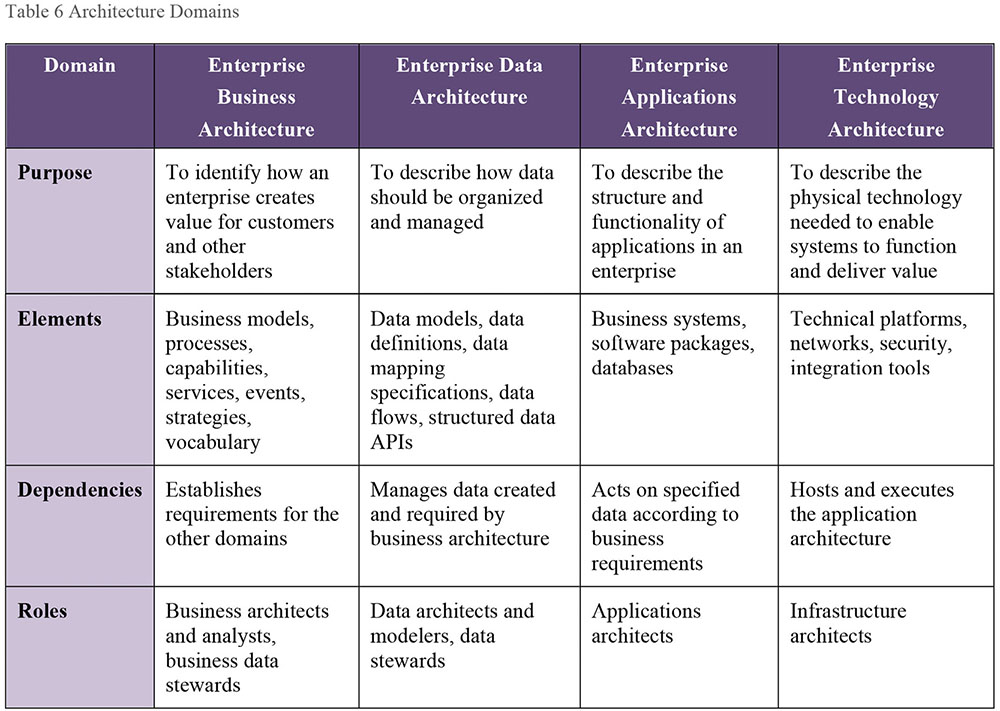 Table 6 Architecture Domains
Domain
Enterprise
Business
Architecture
Enterprise Data
Architecture
Enterprise
Applications
Architecture
Enterprise
Technology
Architecture
Purpose
To identify how an
enterprise creates
value for customers
and other
stakeholders
To describe how data
should be organized
and managed
To describe the
structure and
functionality of
applications in an
enterprise
To describe the
physical technology
needed to enable
systems to function
and deliver value
Elements
Business models,
processes,
capabilities,
services, events,
strategies,
vocabulary
Data models, data
definitions, data
mapping
specifications, data
flows, structured data
APIs
Business systems,
software packages,
databases
Technical platforms,
networks, security,
integration tools
Dependencies
Establishes
requirements for the
other domains
Manages data created
and required by
business architecture
Acts on specified
data according to
business
requirements
Hosts and executes
the application
architecture
Roles
Business architects
and analysts,
business data
stewards
Data architects and
modelers, data
stewards
Applications
architects
Infrastructure
architects